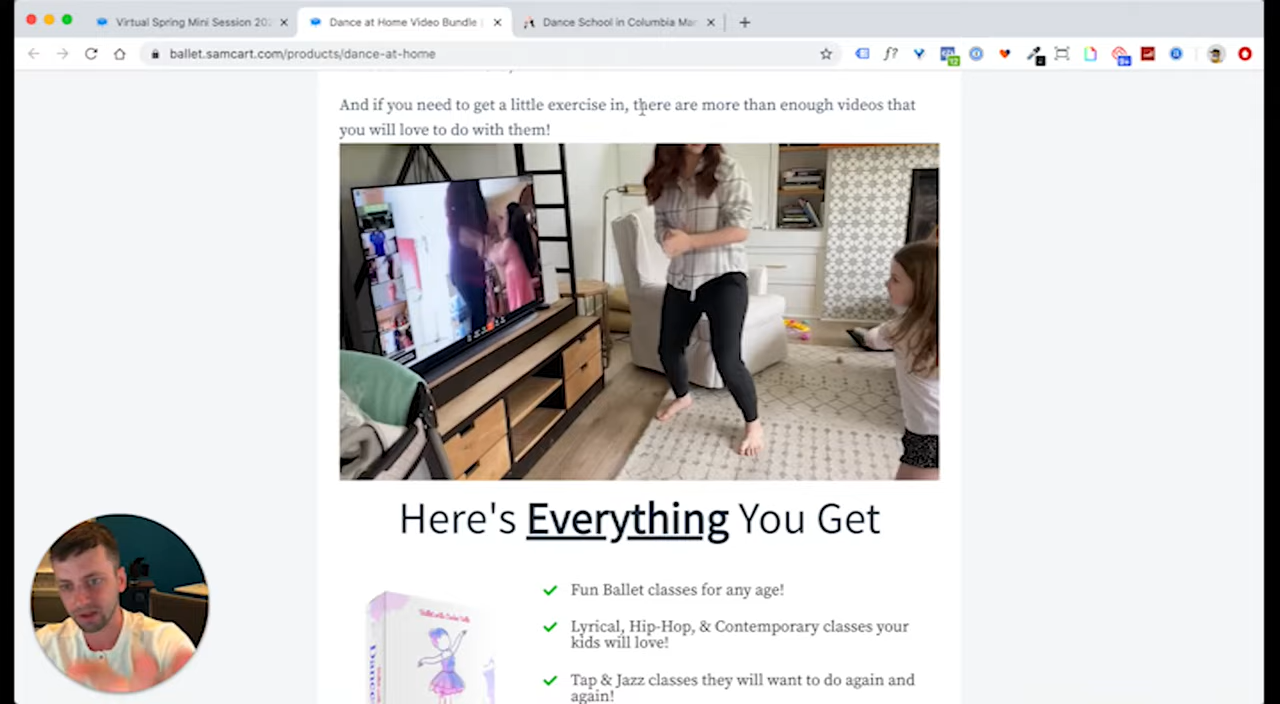 Virtual Spring Mini Session 202
Dance at Home Video Bundle |
Dance School in Columbia Mar
ballet.samcart.com/products/dance-at-home
f?
12
9+
And if you need to get a little exercise in, there are more than enough videos that
you will love to do with them!
Here's Everything You Get
Fun Ballet classes for any age!
Lyrical, Hip-Hop, & Contemporary classes your
kids will love!
Tap & Jazz classes they will want to do again and
again!